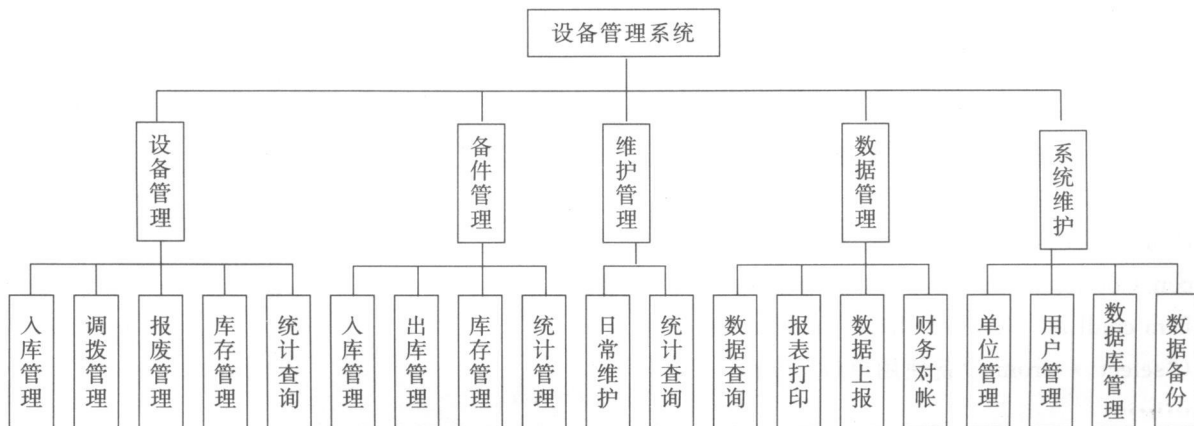 设备管理系统
设备管理
备件管理
维护管理
数据管理
系统维护
入库管理
调拨管理
报废管理
库存管理
统计查询
入库管理
出库管理
库存管理
统计管理
日常维护
统计查询
数据查询
报表打印
数据上报
财务对帐
单位管理
用户管理
数据库管理
数据备份